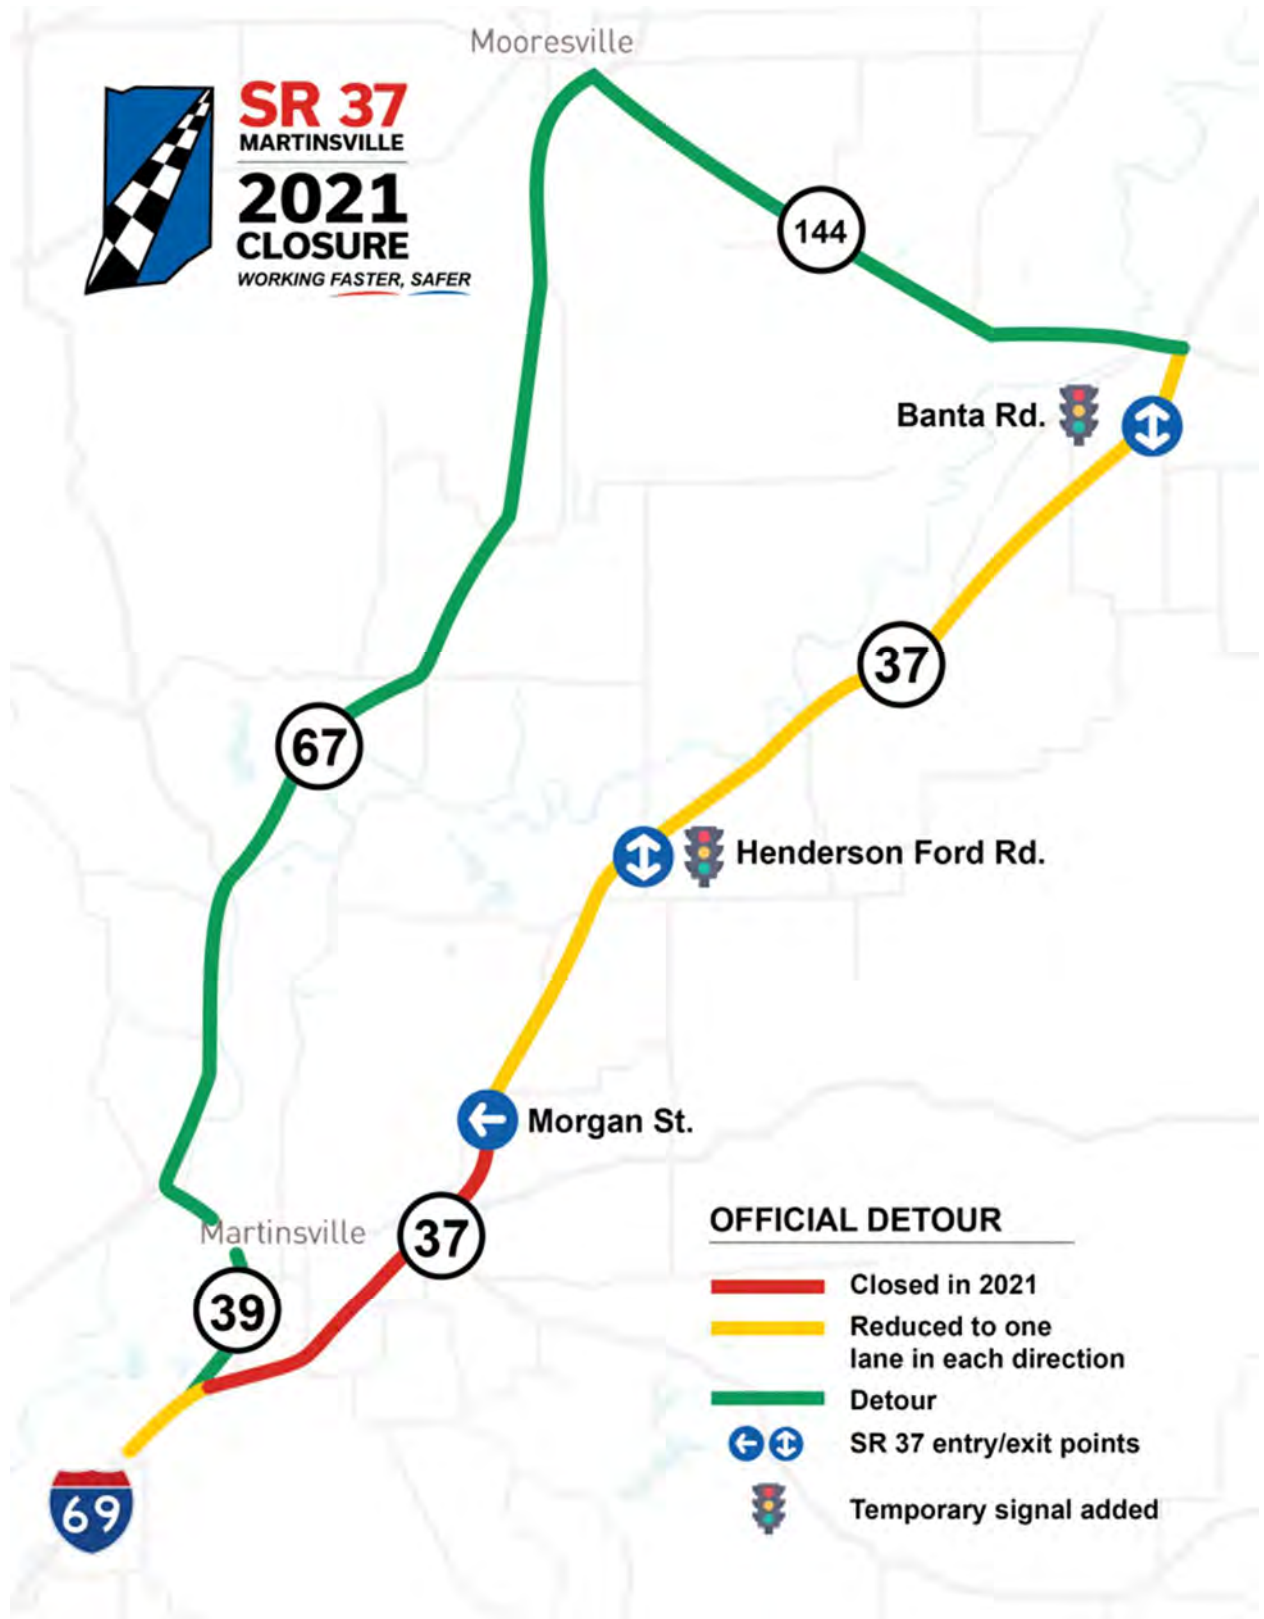 Mooresville
SR 37
MARTINSVILLE
2021
CLOSURE
WORKING FASTER, SAFER
144
Banta Rd.
37
67
Henderson Ford Rd.
Morgan St.
Martinsville
37
39
69
OFFICIAL DETOUR
Closed in 2021
Reduced to one
lane in each direction
Detour
SR 37 entry/exit points
Temporary signal added